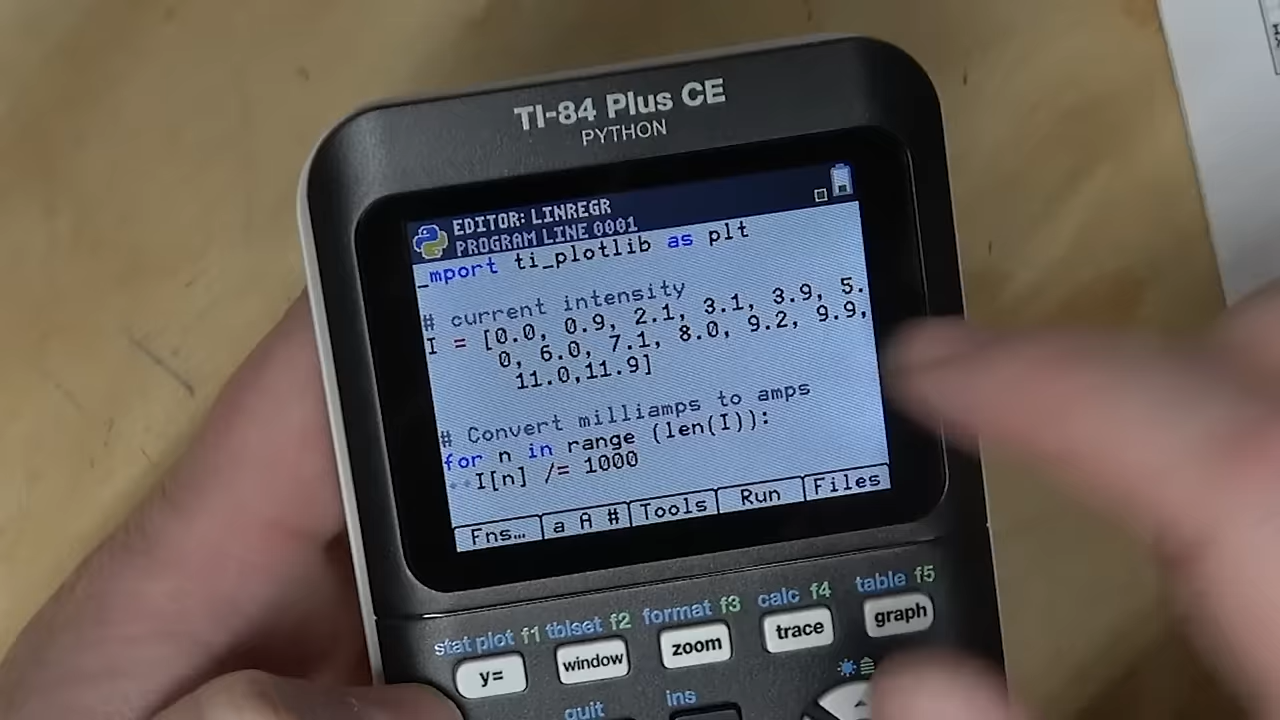 TI-84 Plus CE
PYTHON
EDITOR: LINREGR
PROGRAM LINE 0001
_mport ti_plotlib as plt
# current intensity
I = [0.0, 0.9, 2.1, 3.1, 3.9, 5.
0, 6.0, 7.1, 8.0, 9.2, 9.9,
11.0,11.9]
# Convert milliamps to amps
for n in range (len(I)):
I[n] /= 1000
Fns… a A # Tools Run Files
stat plot f1 tblset f2 format f3 calc f4 table f5
y= window zoom trace graph
quit ins